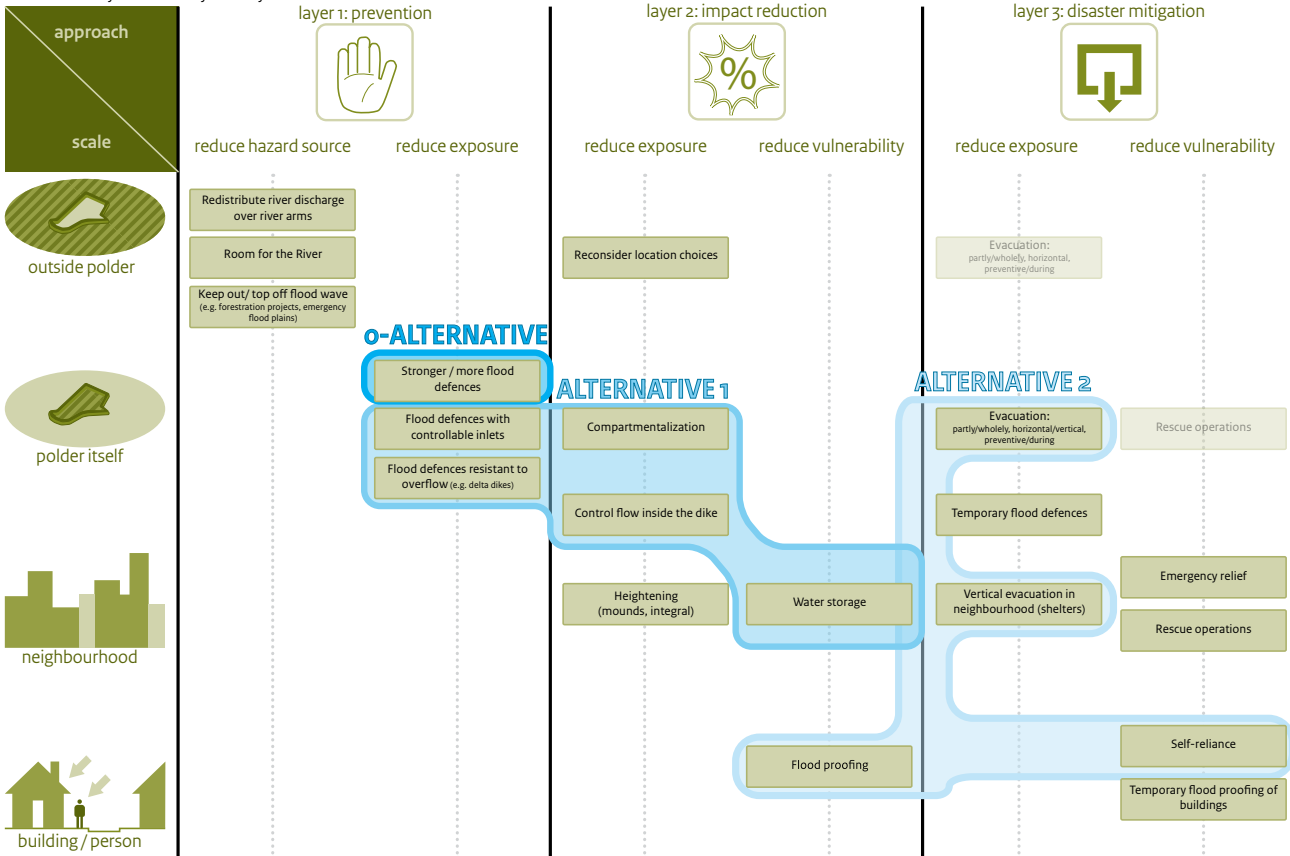 approach
scale
layer 1: prevention
layer 2: impact reduction
layer 3: disaster mitigation
%
reduce hazard source
reduce exposure
reduce exposure
reduce vulnerability
reduce exposure
reduce vulnerability
outside polder
Redistribute river discharge
over river arms
Room for the River
Keep out/ top off flood wave
(e.g. forestration projects, emergency
flood plains)
Reconsider location choices
Evacuation:
partly/wholely, horizontal,
preventive/during
0-ALTERNATIVE
ALTERNATIVE 1
ALTERNATIVE 2
polder itself
Stronger / more flood
defences
Flood defences with
controllable inlets
Flood defences resistant to
overflow (e.g. delta dikes)
Compartmentalization
Control flow inside the dike
Evacuation:
partly/wholely, horizontal/vertical,
preventive/during
Rescue operations
Temporary flood defences
neighbourhood
Heightening
(mounds, integral)
Water storage
Vertical evacuation in
neighbourhood (shelters)
Emergency relief
Rescue operations
building / person
Flood proofing
Self-reliance
Temporary flood proofing of
buildings